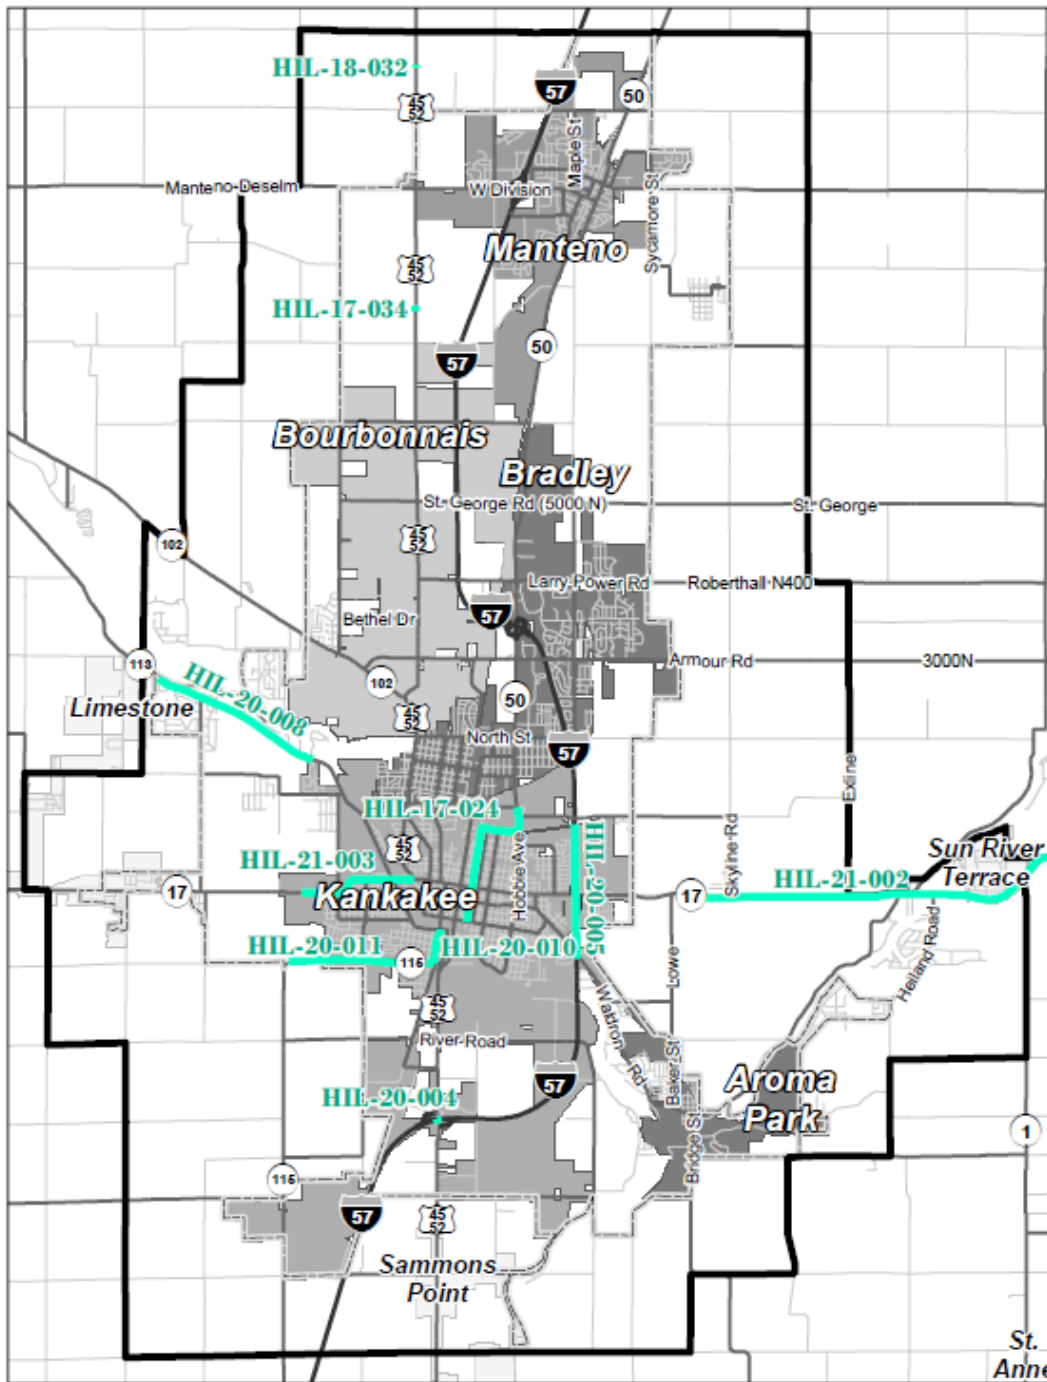 HIL-18-032
57
50
45
52
Maple St
Manteno-Deselm
W Division
Sycamore St
Manteno
45
52
HIL-17-034
50
57
Bourbonnais
Bradley
St. George Rd (5000 N)
St. George
45
52
102
Larry Power Rd
Roberthall N400
57
Bethel Dr
113
Armour Rd
3000N
102
50
HIL-20-008
Limestone
45
52
North St
57
Exline
HIL-17-024
45
52
Hobbie Ave
HIL-20-005
Skyline Rd
Sun River
Terrace
HIL-21-003
HIL-21-002
17
Kankakee
17
HIL-20-011
HIL-20-010
115
Lowe
Heiland Road
45
52
Waldron Rd
River Road
Baker St
57
Aroma
Park
HIL-20-004
1
Bridge St
115
57
45
52
Sammons
Point
St.
Anne